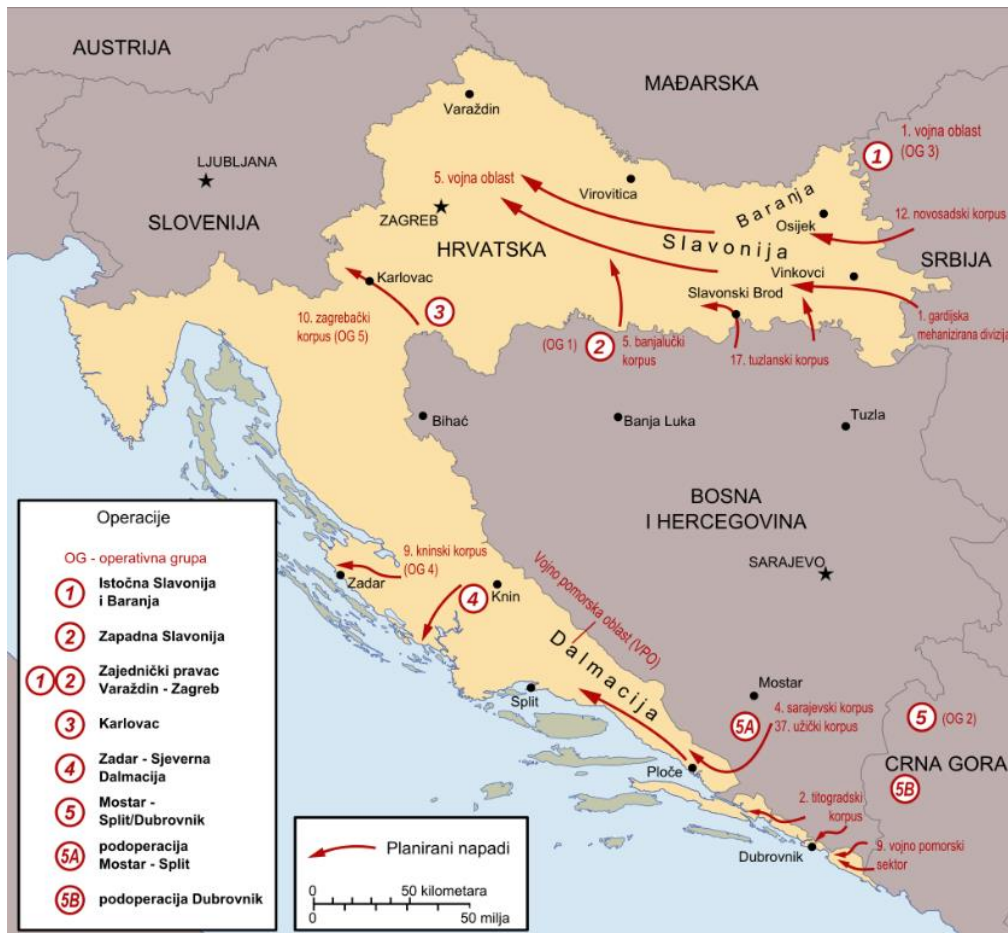 AUSTRIJA
MAĐARSKA
Varaždin
1. vojna oblast
(OG 3)
1
LJUBLJANA
SLOVENIJA
5. vojna oblast
Virovitica
ZAGREB
Baranja
Osijek
12. novosadski korpus
HRVATSKA
Slavonija
SRBIJA
Karlovac
Vinkovci
Slavonski Brod
10. zagrebački
korpus (OG 5)
3
(OG 1)
2
5. banjalučki
korpus
17. tuzlanski korpus
1. gardijska
mehanizirana divizija
Bihać
Banja Luka
Tuzla
BOSNA
I HERCEGOVINA
SARAJEVO
9. kninski korpus
(OG 4)
Zadar
4
Knin
Vojno pomorska oblast (VPO)
Dalmacija
Split
Mostar
5A
4. sarajevski korpus
37. užički korpus
5
(OG 2)
CRNA GORA
5B
Ploče
2. titogradski
korpus
Dubrovnik
9. vojno pomorski
sektor
Operacije
OG - operativna grupa
1 Istočna Slavonija
i Baranja
2 Zapadna Slavonija
1 2 Zajednički pravac
Varaždin - Zagreb
3 Karlovac
4 Zadar - Sjeverna
Dalmacija
5 Mostar -
Split/Dubrovnik
5A podoperacija
Mostar - Split
5B podoperacija Dubrovnik
Planirani napadi
0 50 kilometara
0 50 milja